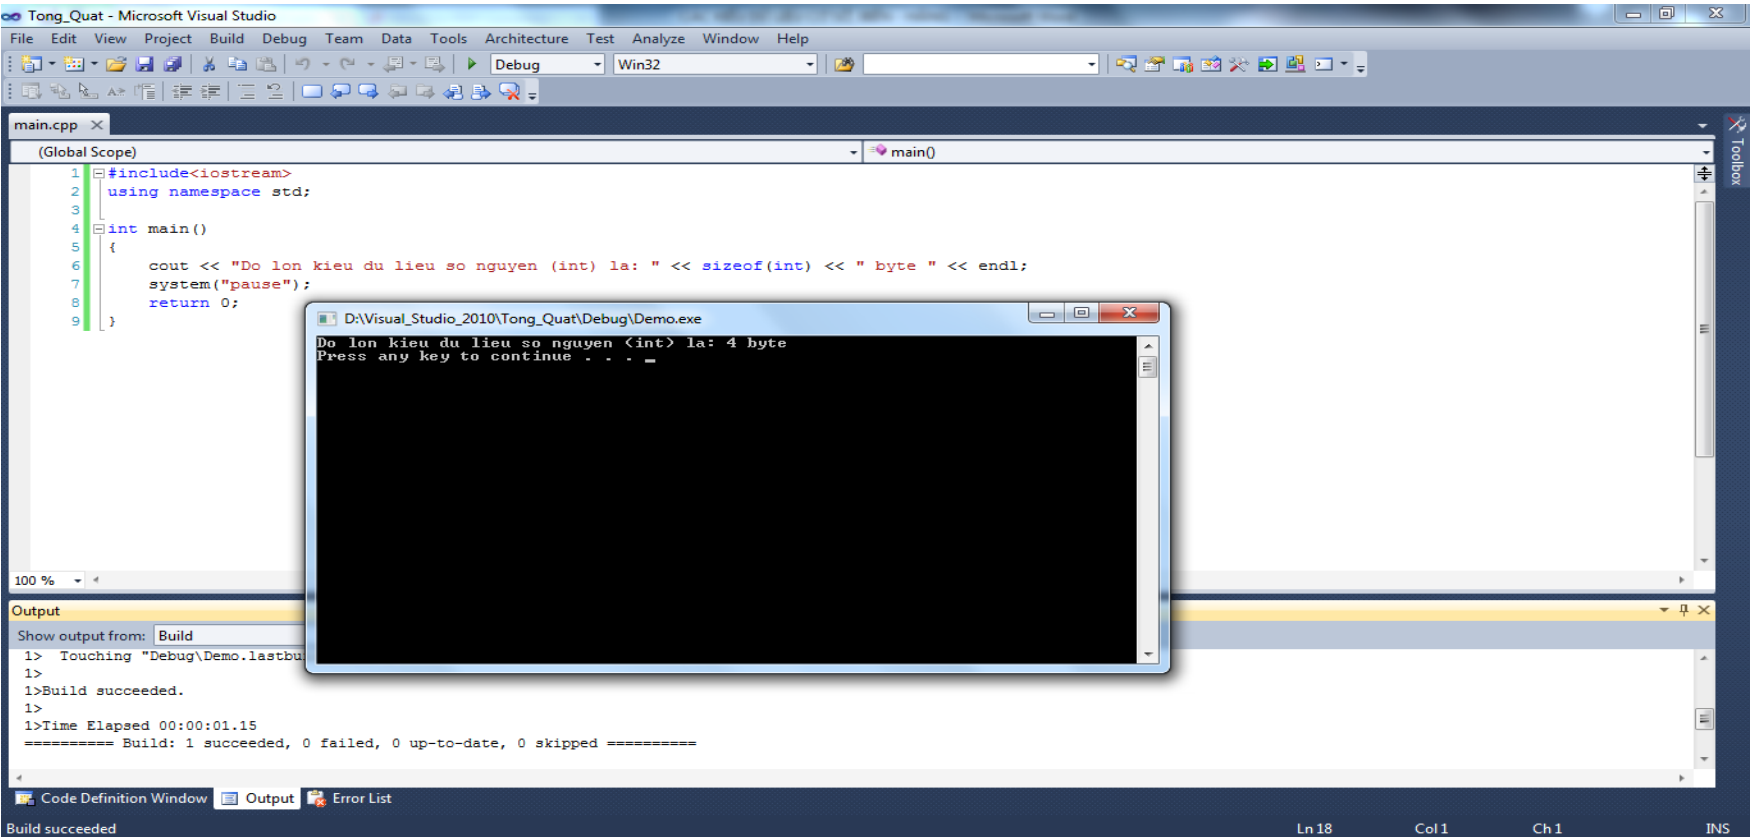 Tong_Quat - Microsoft Visual Studio
File Edit View Project Build Debug Team Data Tools Architecture Test Analyze Window Help
Debug Win32
main.cpp
Toolbox
(Global Scope) main()
1 #include<iostream>
2 using namespace std;
3
4 int main()
5 {
6 cout << "Do lon kieu du lieu so nguyen (int) la: " << sizeof(int) << " byte " << endl;
7 system("pause");
8 return 0;
9 }
D:\Visual_Studio_2010\Tong_Quat\Debug\Demo.exe
Do lon kieu du lieu so nguyen (int) la: 4 byte
Press any key to continue . . . _
100 %
Output
Show output from: Build
1> Touching "Debug\Demo.lastbu
1>
1>Build succeeded.
1>
1>Time Elapsed 00:00:01.15
========== Build: 1 succeeded, 0 failed, 0 up-to-date, 0 skipped ==========
Code Definition Window Output Error List
Build succeeded Ln 18 Col 1 Ch 1 INS